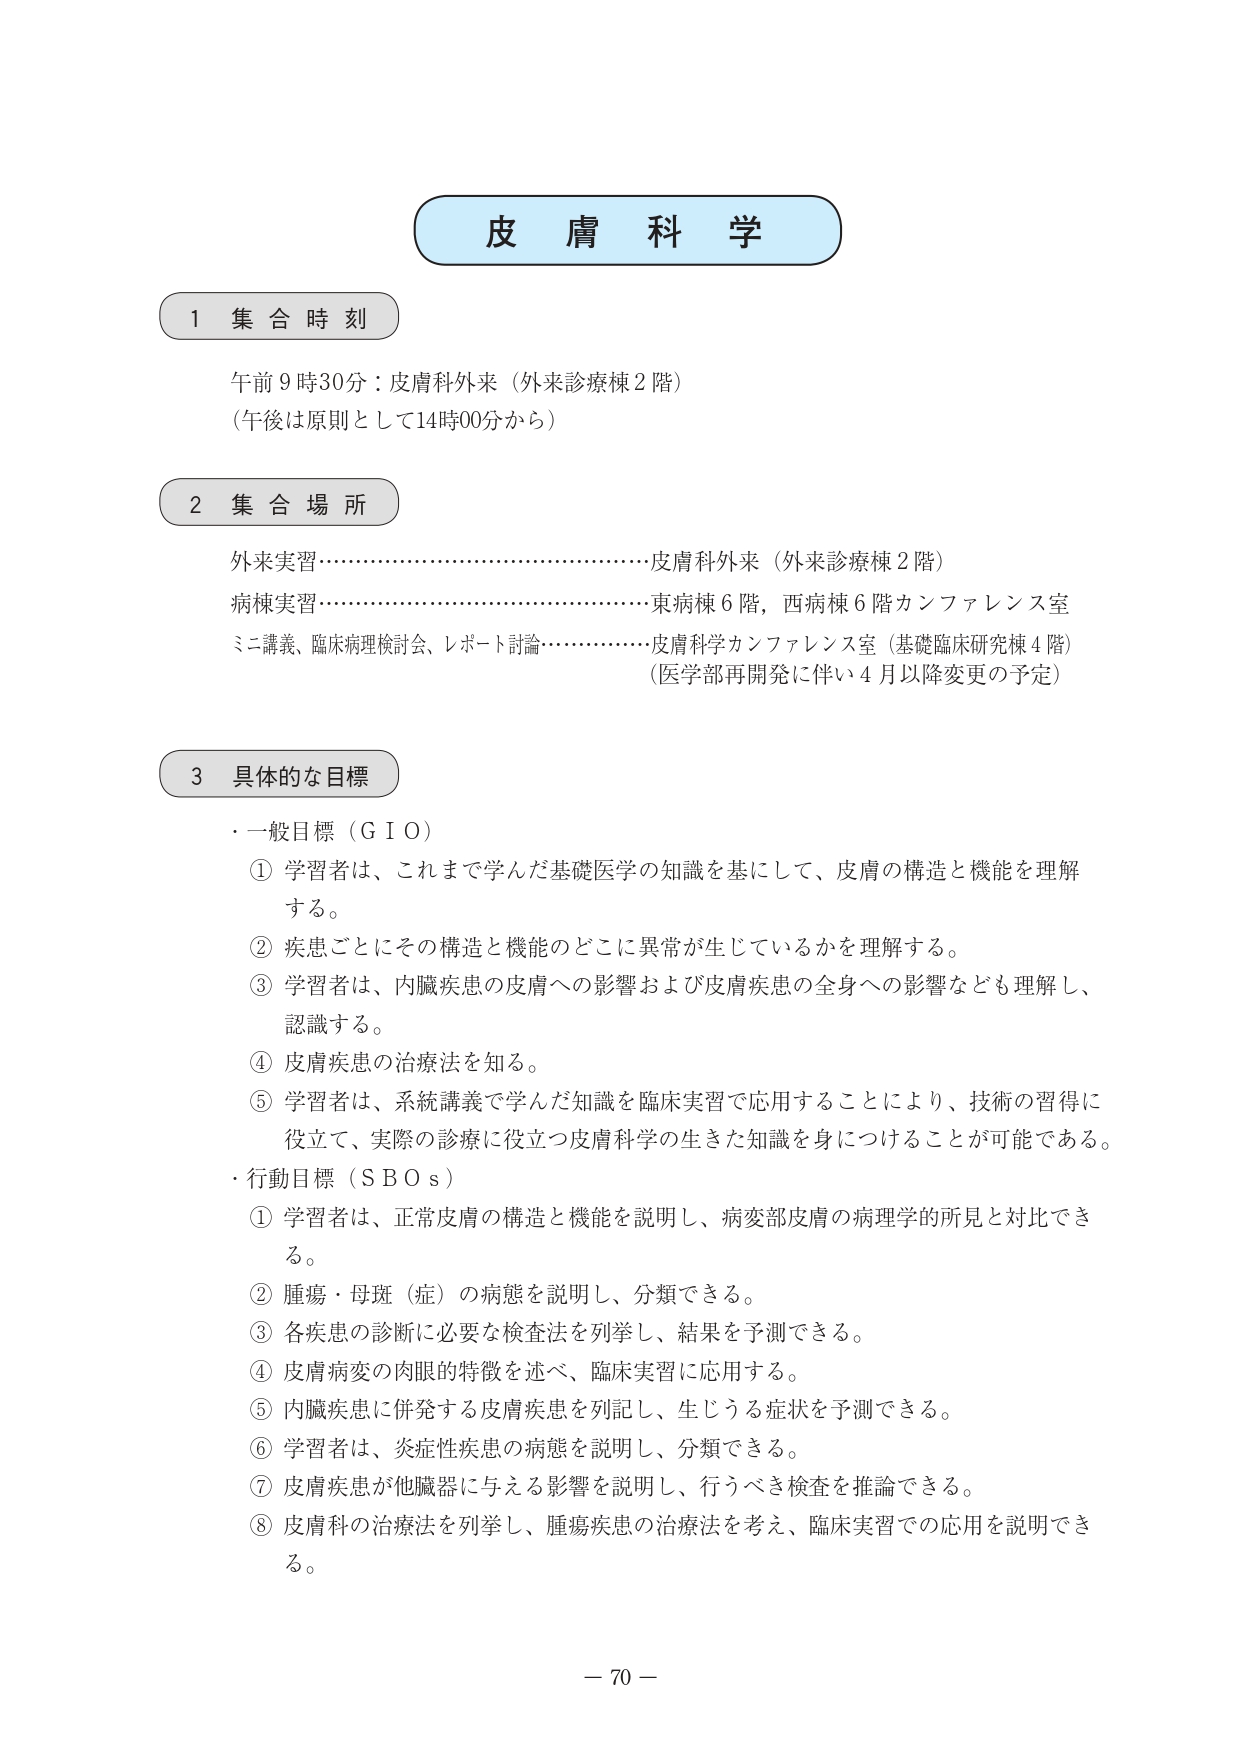 皮膚科学
1 集合時刻
午前9時30分：皮膚科外来（外来診療棟2階）
（午後は原則として14時00分から）
2 集合場所
外来実習…………………………………………皮膚科外来（外来診療棟2階）
病棟実習…………………………………………東病棟6階，西病棟6階カンファレンス室
ミニ講義、臨床病理検討会、レポート討論……………皮膚科学カンファレンス室（基礎臨床研究棟4階）
（医学部再開発に伴い4月以降変更の予定）
3 具体的な目標
・一般目標（ＧＩＯ）
① 学習者は、これまで学んだ基礎医学の知識を基にして、皮膚の構造と機能を理解
する。
② 疾患ごとにその構造と機能のどこに異常が生じているかを理解する。
③ 学習者は、内臓疾患の皮膚への影響および皮膚疾患の全身への影響なども理解し、
認識する。
④ 皮膚疾患の治療法を知る。
⑤ 学習者は、系統講義で学んだ知識を臨床実習で応用することにより、技術の習得に
役立て、実際の診療に役立つ皮膚科学の生きた知識を身につけることが可能である。
・行動目標（ＳＢＯｓ）
① 学習者は、正常皮膚の構造と機能を説明し、病変部皮膚の病理学的所見と対比でき
る。
② 腫瘍・母斑（症）の病態を説明し、分類できる。
③ 各疾患の診断に必要な検査法を列挙し、結果を予測できる。
④ 皮膚病変の肉眼的特徴を述べ、臨床実習に応用する。
⑤ 内臓疾患に併発する皮膚疾患を列記し、生じうる症状を予測できる。
⑥ 学習者は、炎症性疾患の病態を説明し、分類できる。
⑦ 皮膚疾患が他臓器に与える影響を説明し、行うべき検査を推論できる。
⑧ 皮膚科の治療法を列挙し、腫瘍疾患の治療法を考え、臨床実習での応用を説明でき
る。
― 70 ―